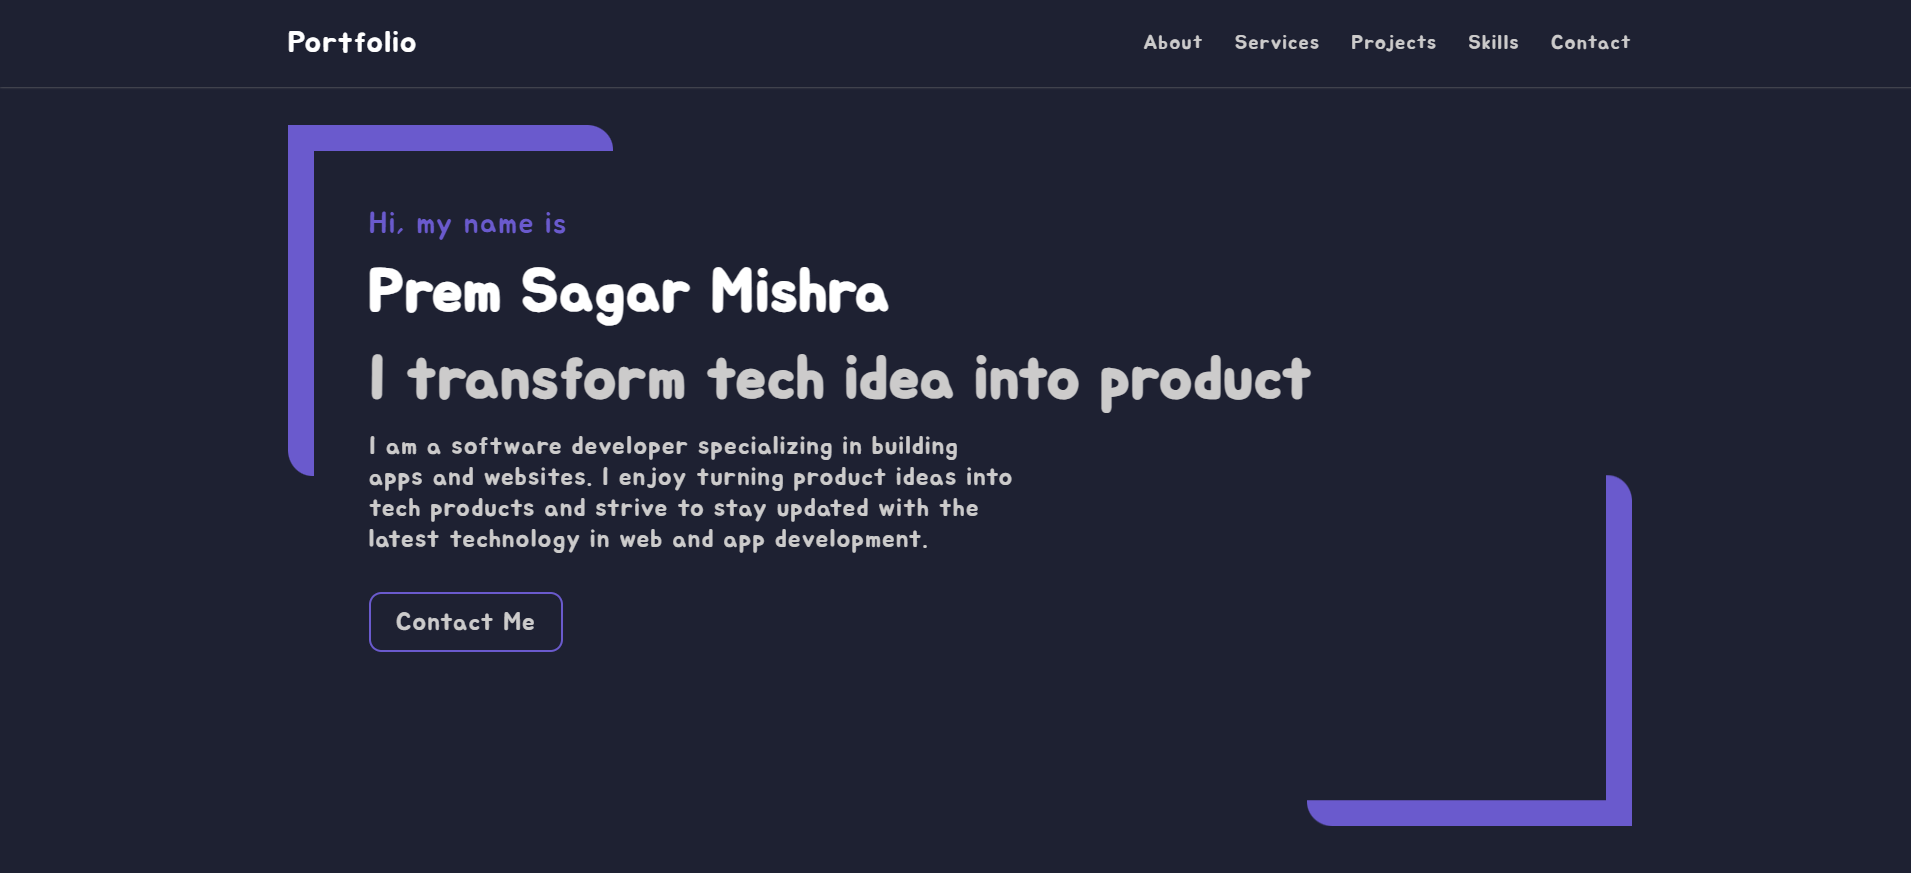 Portfolio
About Services Projects Skills Contact
Hi, my name is
Prem Sagar Mishra
I transform tech idea into product
I am a software developer specializing in building
apps and websites. I enjoy turning product ideas into
tech products and strive to stay updated with the
latest technology in web and app development.
Contact Me